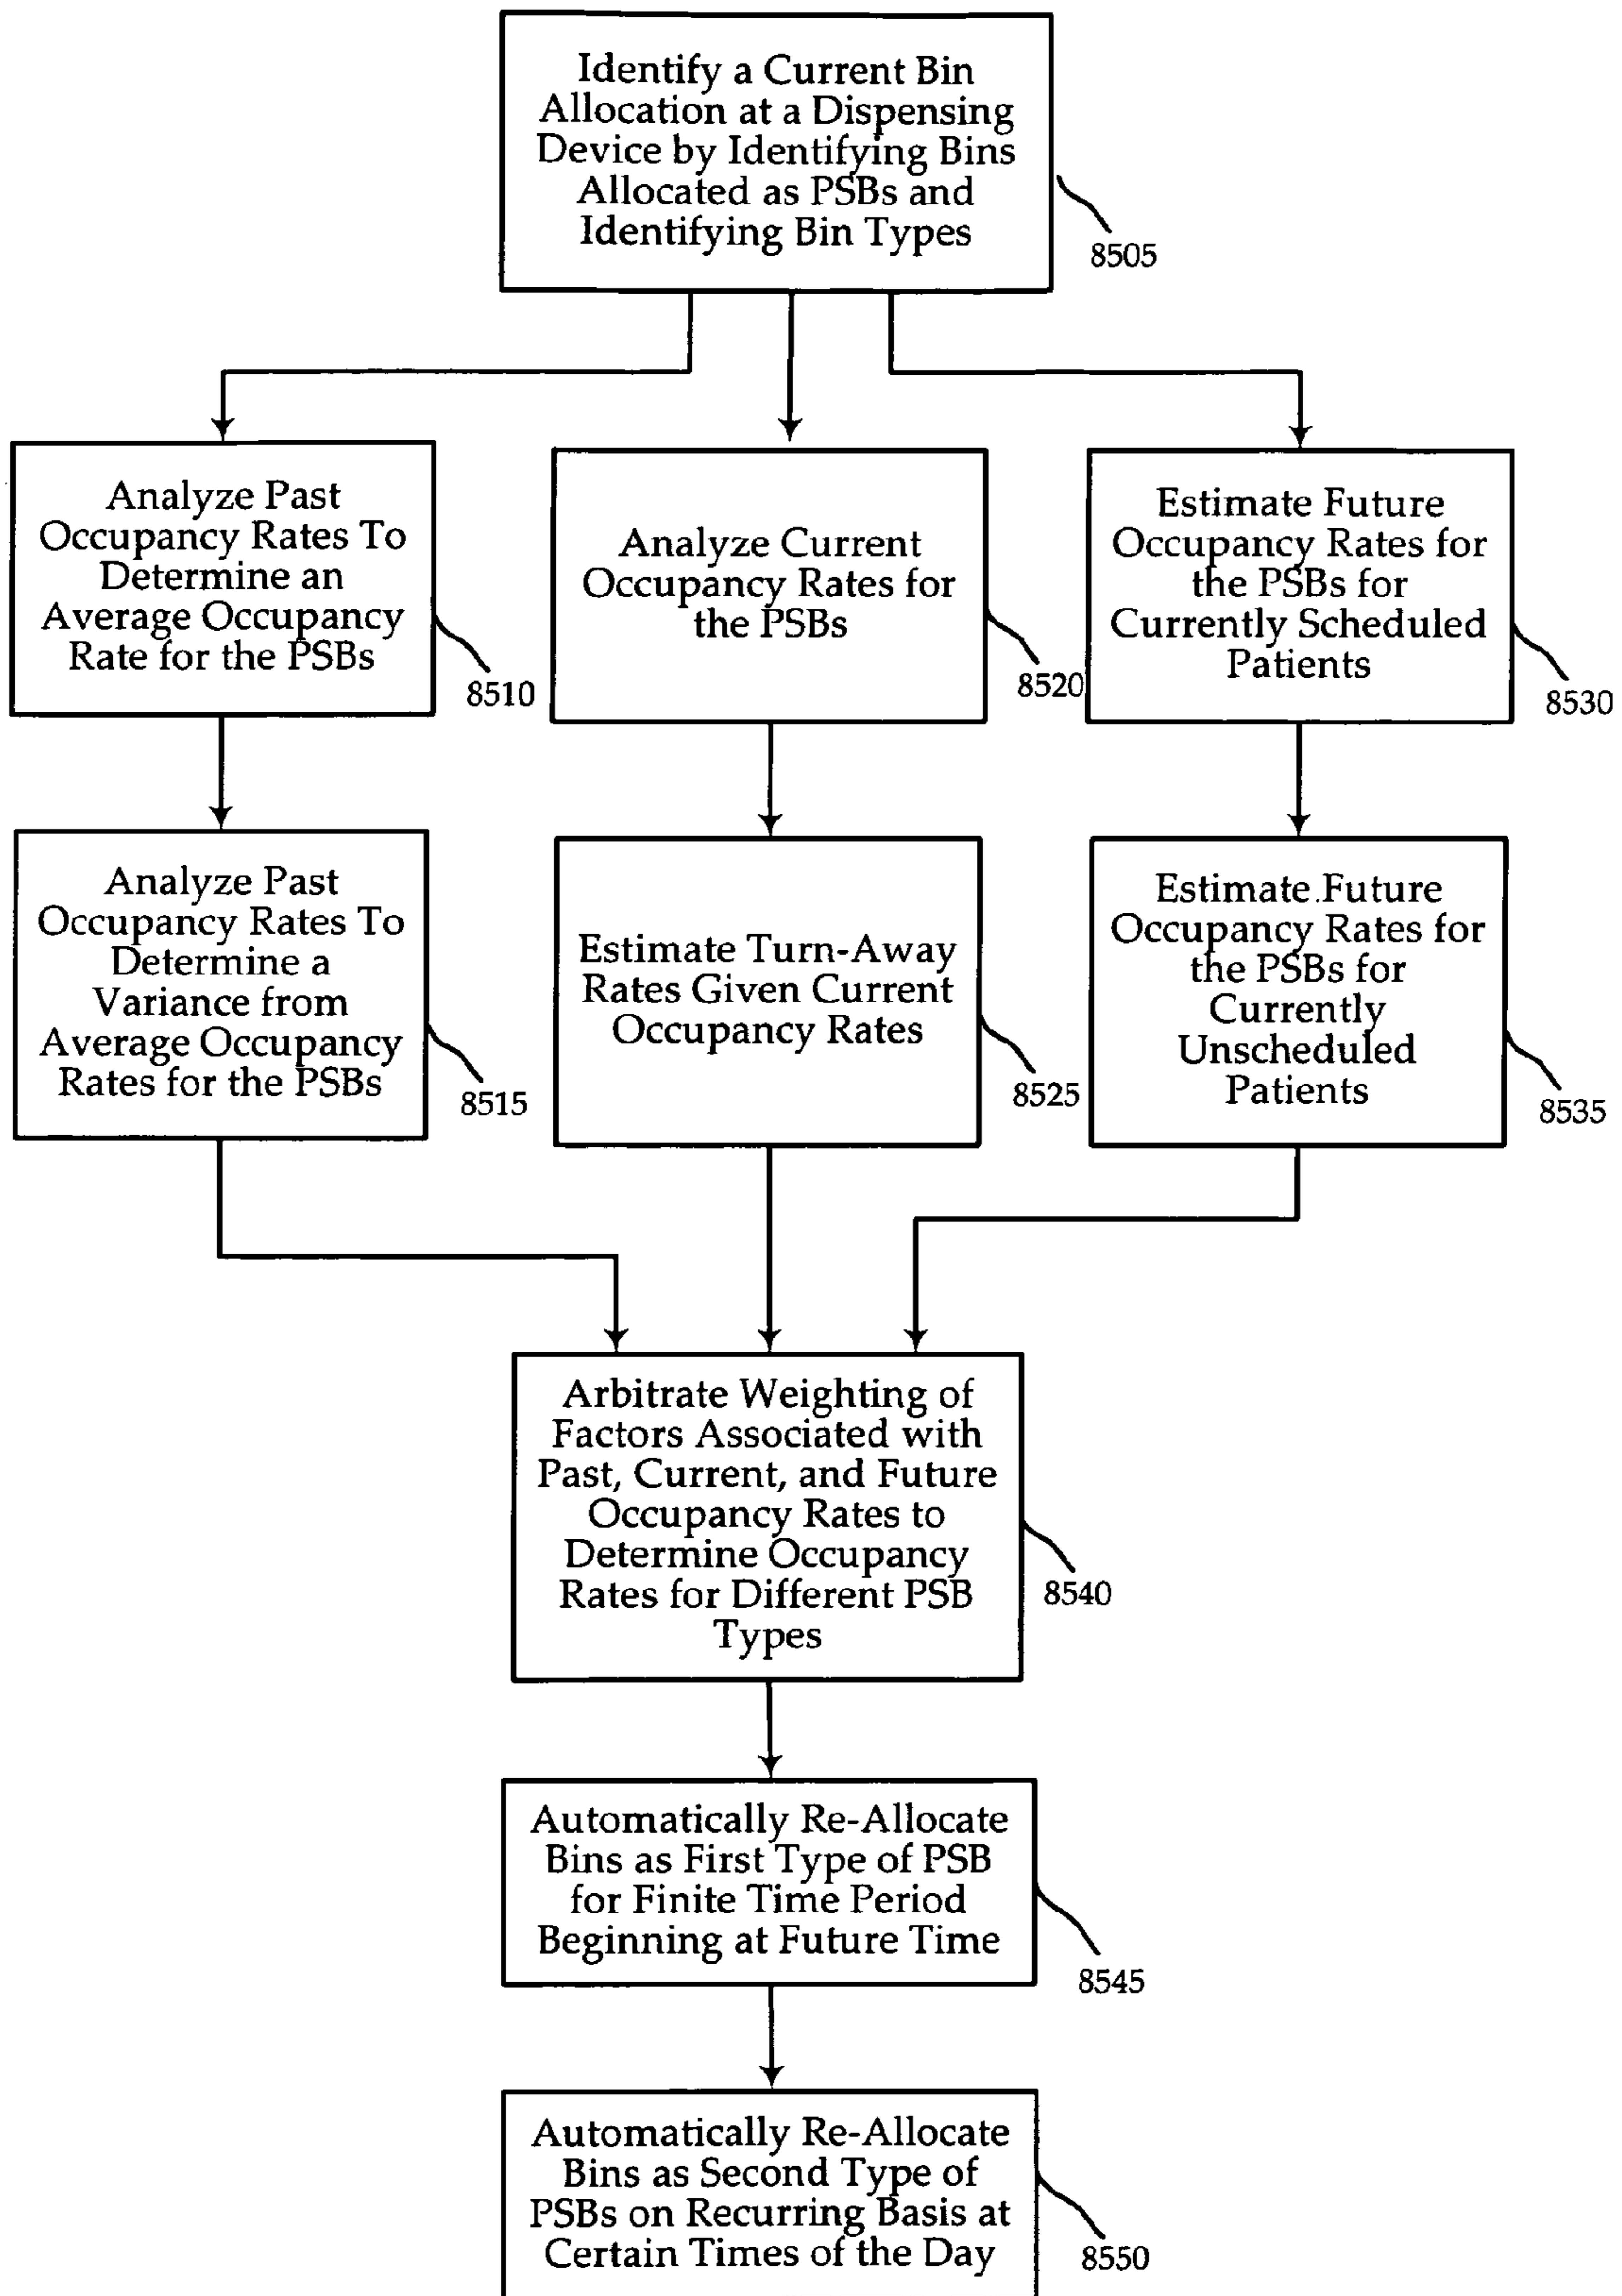 Identify a Current Bin
Allocation at a Dispensing
Device by Identifying Bins
Allocated as PSBs and
Identifying Bin Types
8505
Analyze Past
Occupancy Rates To
Determine an
Average Occupancy
Rate for the PSBs
8510
Analyze Current
Occupancy Rates for
the PSBs
8520
Estimate Future
Occupancy Rates for
the PSBs for
Currently Scheduled
Patients
8530
Analyze Past
Occupancy Rates To
Determine a
Variance from
Average Occupancy
Rates for the PSBs
8515
Estimate Turn-Away
Rates Given Current
Occupancy Rates
8525
Estimate Future
Occupancy Rates for
the PSBs for
Currently
Unscheduled
Patients
8535
Arbitrate Weighting of
Factors Associated with
Past, Current, and Future
Occupancy Rates to
Determine Occupancy
Rates for Different PSB
Types
8540
Automatically Re-Allocate
Bins as First Type of PSB
for Finite Time Period
Beginning at Future Time
8545
Automatically Re-Allocate
Bins as Second Type of
PSBs on Recurring Basis at
Certain Times of the Day
8550